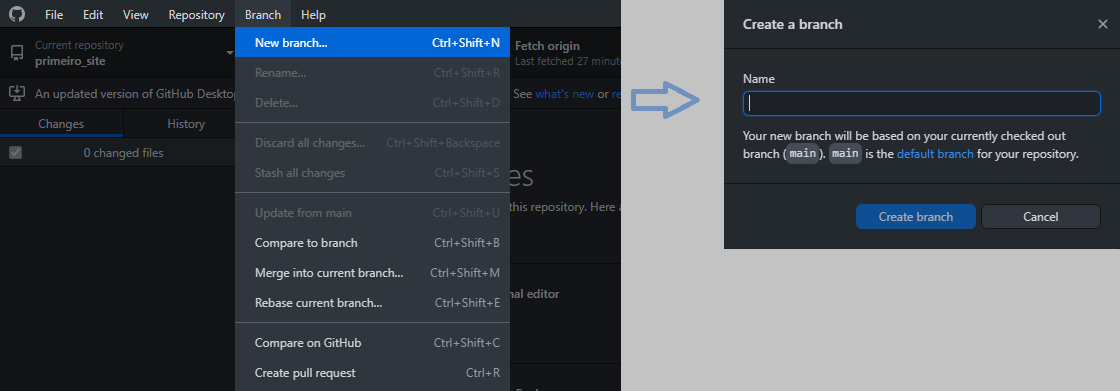 File Edit View Repository Branch Help
Current repository
primeiro_site
An updated version of GitHub Desktop
Changes History
0 changed files
New branch... Ctrl+Shift+N
Rename... Ctrl+Shift+R
Delete... Ctrl+Shift+D
Discard all changes... Ctrl+Shift+Backspace
Stash all changes Ctrl+Shift+S
Update from main Ctrl+Shift+U
Compare to branch Ctrl+Shift+B
Merge into current branch... Ctrl+Shift+M
Rebase current branch... Ctrl+Shift+E
Compare on GitHub Ctrl+Shift+C
Create pull request Ctrl+R
Fetch origin
Last fetched 27 minute
See what's new or re
es
this repository. Here a
nal editor
Create a branch
Name
Your new branch will be based on your currently checked out
branch (main). main is the default branch for your repository.
Create branch Cancel